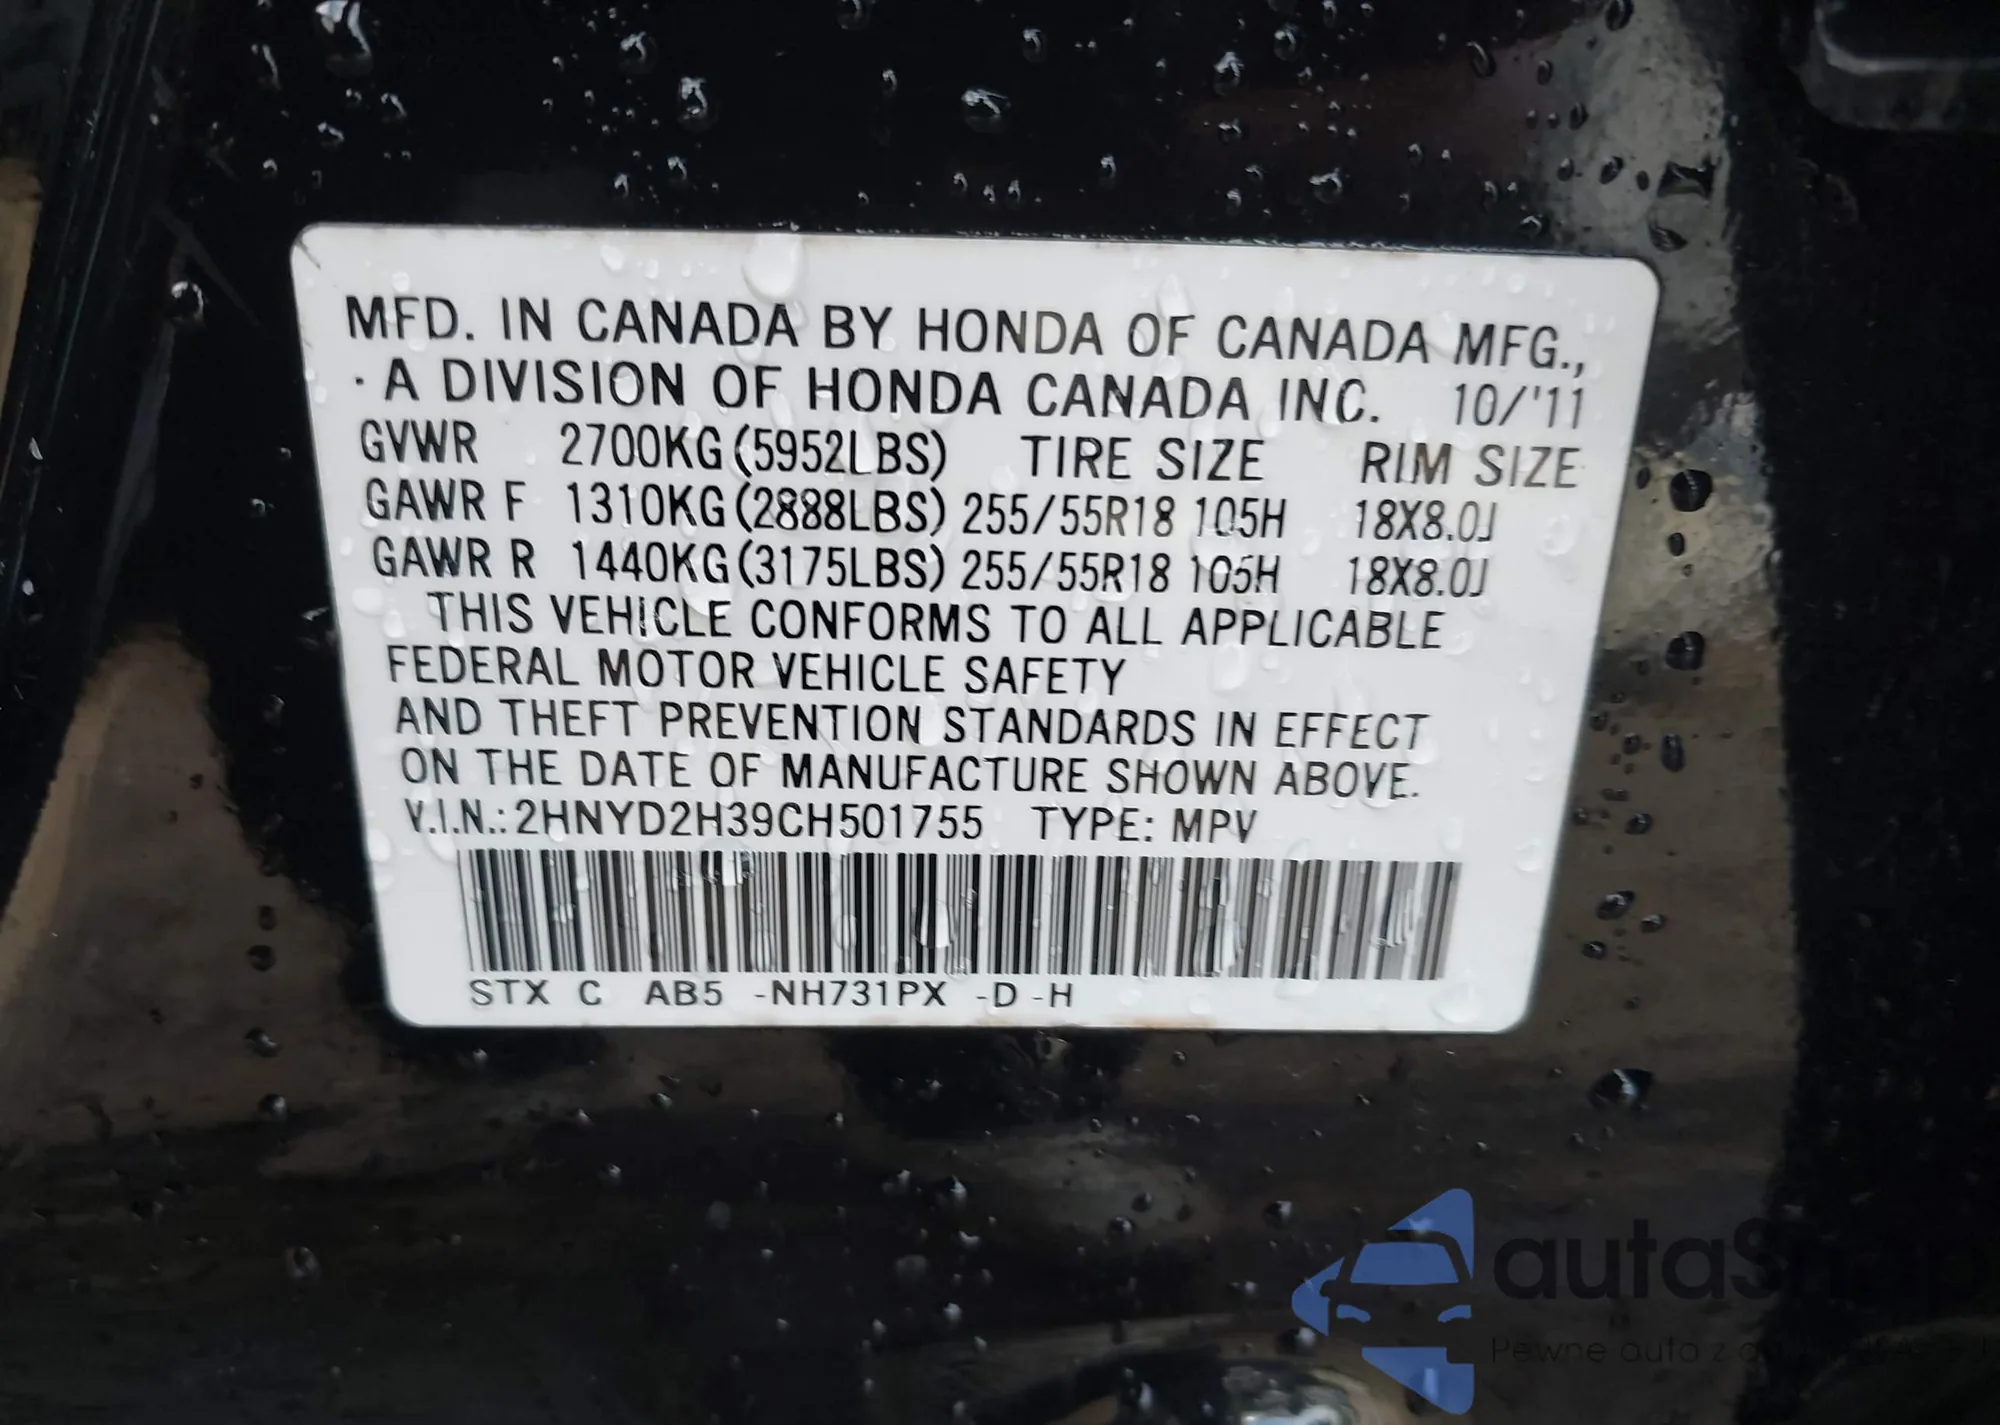 MFD. IN CANADA BY HONDA OF CANADA MFG.,
· A DIVISION OF HONDA CANADA INC. 10/'11
GVWR 2700KG(5952LBS) TIRE SIZE RIM SIZE
GAWR F 1310KG(2888LBS) 255/55R18 105H 18X8.0J
GAWR R 1440KG(3175LBS) 255/55R18 105H 18X8.0J
THIS VEHICLE CONFORMS TO ALL APPLICABLE
FEDERAL MOTOR VEHICLE SAFETY
AND THEFT PREVENTION STANDARDS IN EFFECT
ON THE DATE OF MANUFACTURE SHOWN ABOVE.
V.I.N.: 2HNYD2H39CH501755 TYPE: MPV
STX C AB5 -NH731PX -D -H
Pewne auto z